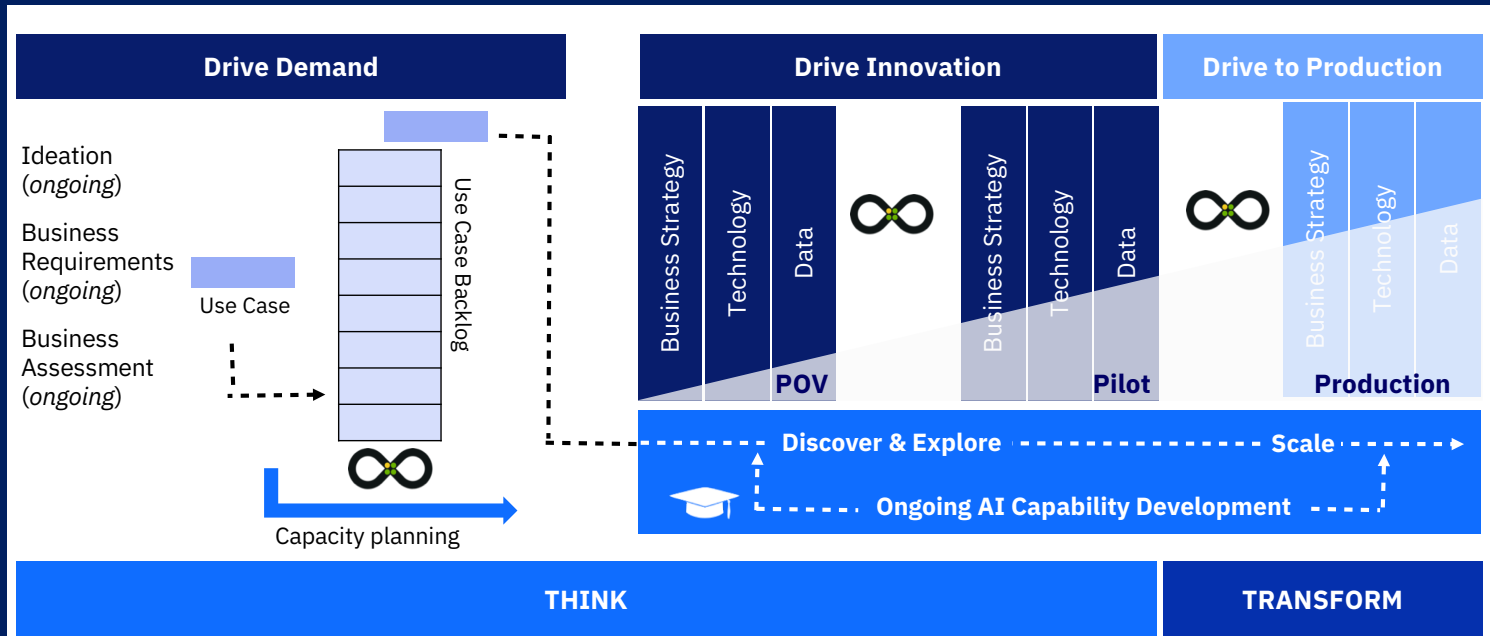 Drive Demand
Ideation
(ongoing)
Business
Requirements
(ongoing)
Business
Assessment
(ongoing)
Use Case
Use Case Backlog
Capacity planning
Drive Innovation
Drive to Production
Business Strategy
Technology
Data
POV
Business Strategy
Technology
Data
Pilot
Business Strategy
Technology
Data
Production
Discover & Explore
Scale
Ongoing AI Capability Development
THINK
TRANSFORM